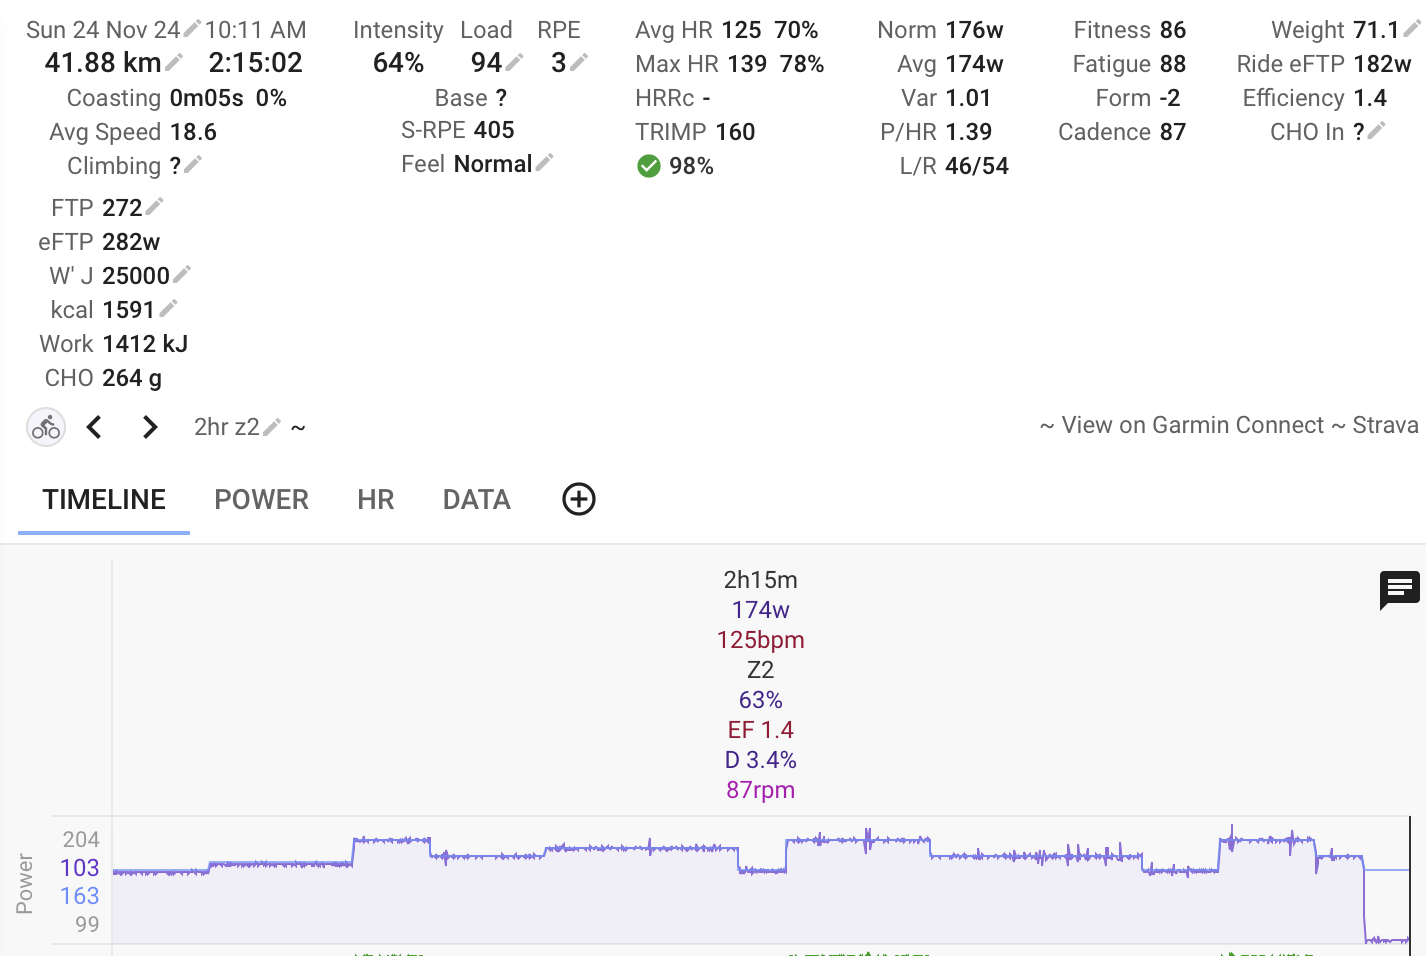 Sun 24 Nov 24 10:11 AM Intensity Load RPE Avg HR 125 70% Norm 176w Fitness 86 Weight 71.1
41.88 km 2:15:02 64% 94 3 Max HR 139 78% Avg 174w Fatigue 88 Ride eFTP 182w
Coasting 0m05s 0% Base ? HRRc - Var 1.01 Form -2 Efficiency 1.4
Avg Speed 18.6 S-RPE 405 TRIMP 160 P/HR 1.39 Cadence 87 CHO In ?
Climbing ? Feel Normal 98% L/R 46/54
FTP 272
eFTP 282w
W' J 25000
kcal 1591
Work 1412 kJ
CHO 264 g
2hr z2 ~ ~ View on Garmin Connect ~ Strava
TIMELINE POWER HR DATA
2h15m
174w
125bpm
Z2
63%
EF 1.4
D 3.4%
87rpm
Power
204
103
163
99